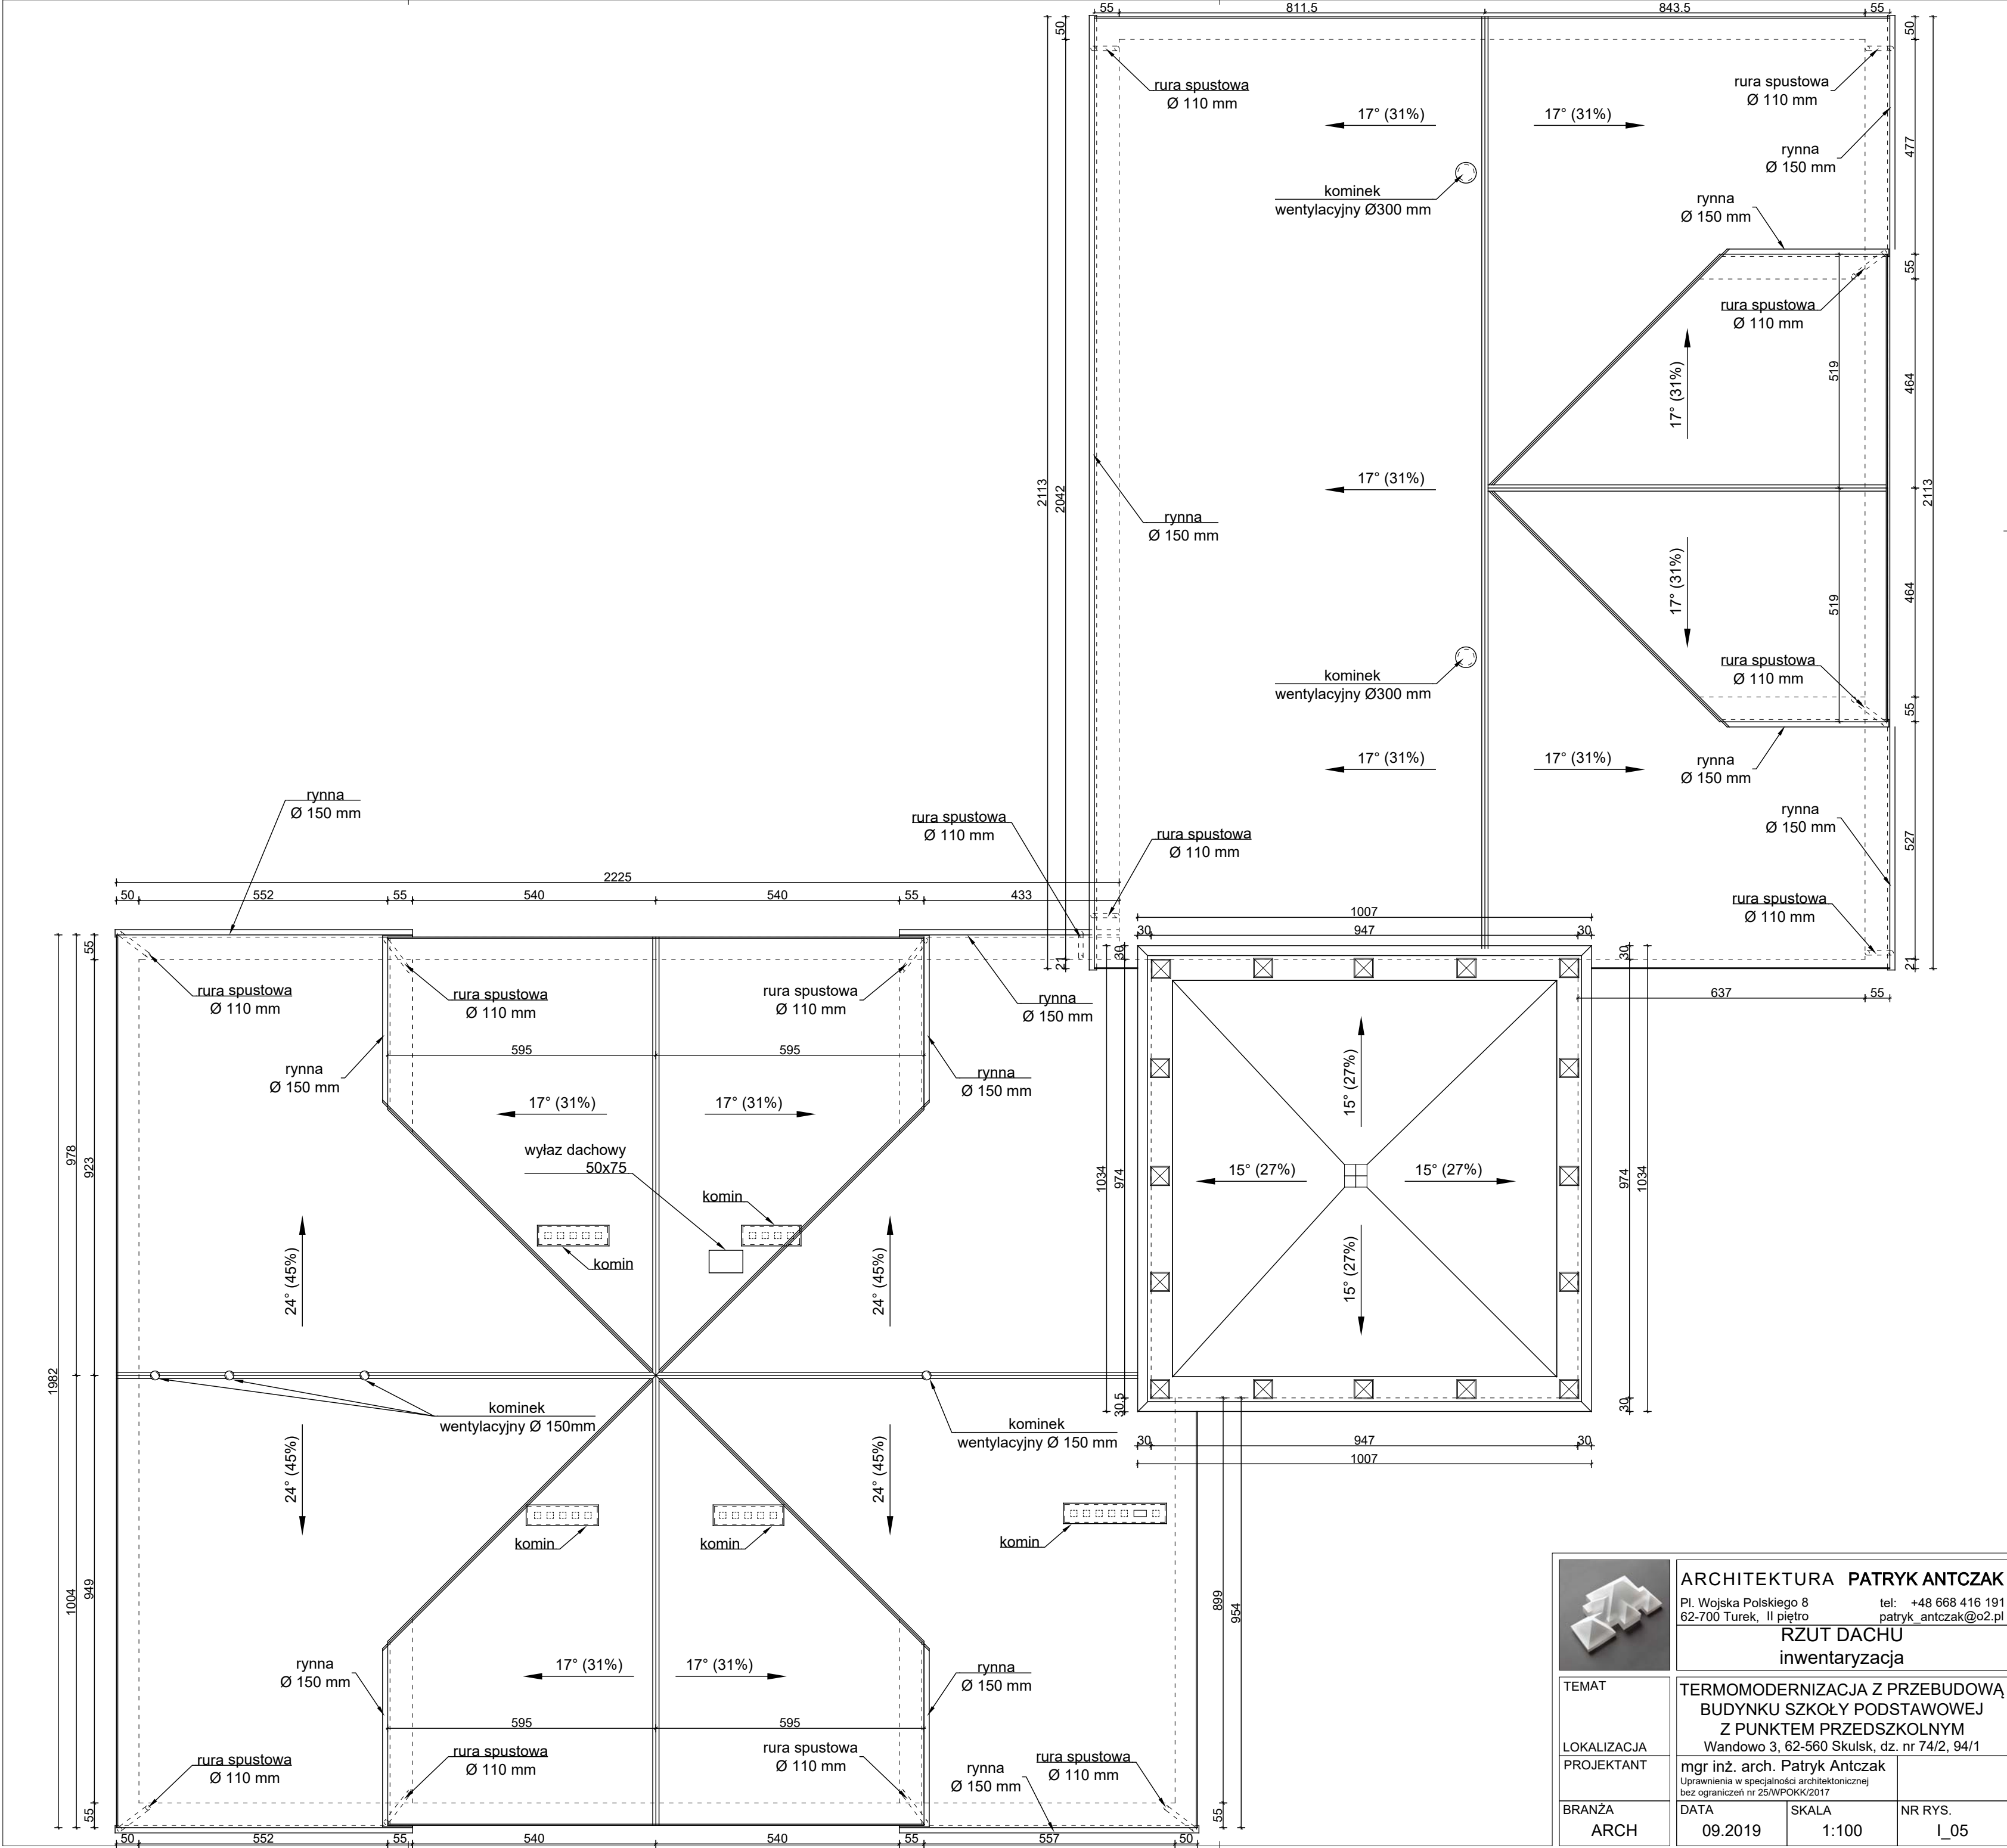 55
811.5
843.5
55
50
50
rura spustowa
Ø 110 mm
17° (31%)
17° (31%)
rura spustowa
Ø 110 mm
rynna
Ø 150 mm
477
kominek
wentylacyjny Ø300 mm
rynna
Ø 150 mm
55
rura spustowa
Ø 110 mm
17° (31%)
519
464
2113
2042
17° (31%)
2113
rynna
Ø 150 mm
17° (31%)
519
464
kominek
wentylacyjny Ø300 mm
rura spustowa
Ø 110 mm
55
17° (31%)
17° (31%)
rynna
Ø 150 mm
rynna
Ø 150 mm
527
rynna
Ø 150 mm
rura spustowa
Ø 110 mm
rura spustowa
Ø 110 mm
rura spustowa
Ø 110 mm
2225
50
552
55
540
540
55
433
1007
30
947
30
55
21
30
30
21
637
55
rura spustowa
Ø 110 mm
rura spustowa
Ø 110 mm
rura spustowa
Ø 110 mm
rynna
Ø 150 mm
595
595
rynna
Ø 150 mm
rynna
Ø 150 mm
17° (31%)
17° (31%)
15° (27%)
wyłaz dachowy
50x75
978
923
1034
974
15° (27%)
15° (27%)
974
1034
komin
komin
24° (45%)
24° (45%)
15° (27%)
1982
kominek
wentylacyjny Ø 150mm
kominek
wentylacyjny Ø 150 mm
30.5
30
30
947
30
1007
24° (45%)
24° (45%)
komin
komin
komin
1004
949
899
954
rynna
Ø 150 mm
17° (31%)
17° (31%)
rynna
Ø 150 mm
595
595
rura spustowa
Ø 110 mm
rura spustowa
Ø 110 mm
rura spustowa
Ø 110 mm
rynna
Ø 150 mm
rura spustowa
Ø 110 mm
55
55
50
552
55
540
540
55
557
50
ARCHITEKTURA PATRYK ANTCZAK
Pl. Wojska Polskiego 8 tel: +48 668 416 191
62-700 Turek, II piętro patryk_antczak@o2.pl
RZUT DACHU
inwentaryzacja
TEMAT
TERMOMODERNIZACJA Z PRZEBUDOWĄ
BUDYNKU SZKOŁY PODSTAWOWEJ
Z PUNKTEM PRZEDSZKOLNYM
LOKALIZACJA
Wandowo 3, 62-560 Skulsk, dz. nr 74/2, 94/1
PROJEKTANT
mgr inż. arch. Patryk Antczak
Uprawnienia w specjalności architektonicznej
bez ograniczeń nr 25/WPOKK/2017
BRANŻA
DATA
SKALA
NR RYS.
ARCH
09.2019
1:100
I_05